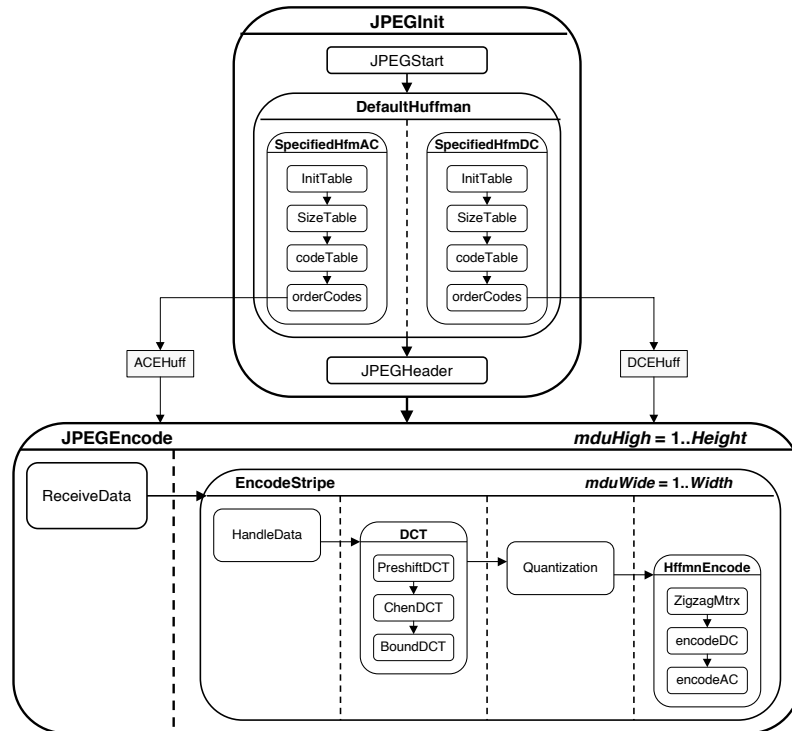 JPEGInit
JPEGStart
DefaultHuffman
SpecifiedHfmAC
SpecifiedHfmDC
InitTable
InitTable
SizeTable
SizeTable
codeTable
codeTable
orderCodes
orderCodes
ACEHuff
JPEGHeader
DCEHuff
JPEGEncode
mduHigh = 1..Height
ReceiveData
EncodeStripe
mduWide = 1..Width
HandleData
DCT
PreshiftDCT
ChenDCT
BoundDCT
Quantization
HffmnEncode
ZigzagMtrx
encodeDC
encodeAC